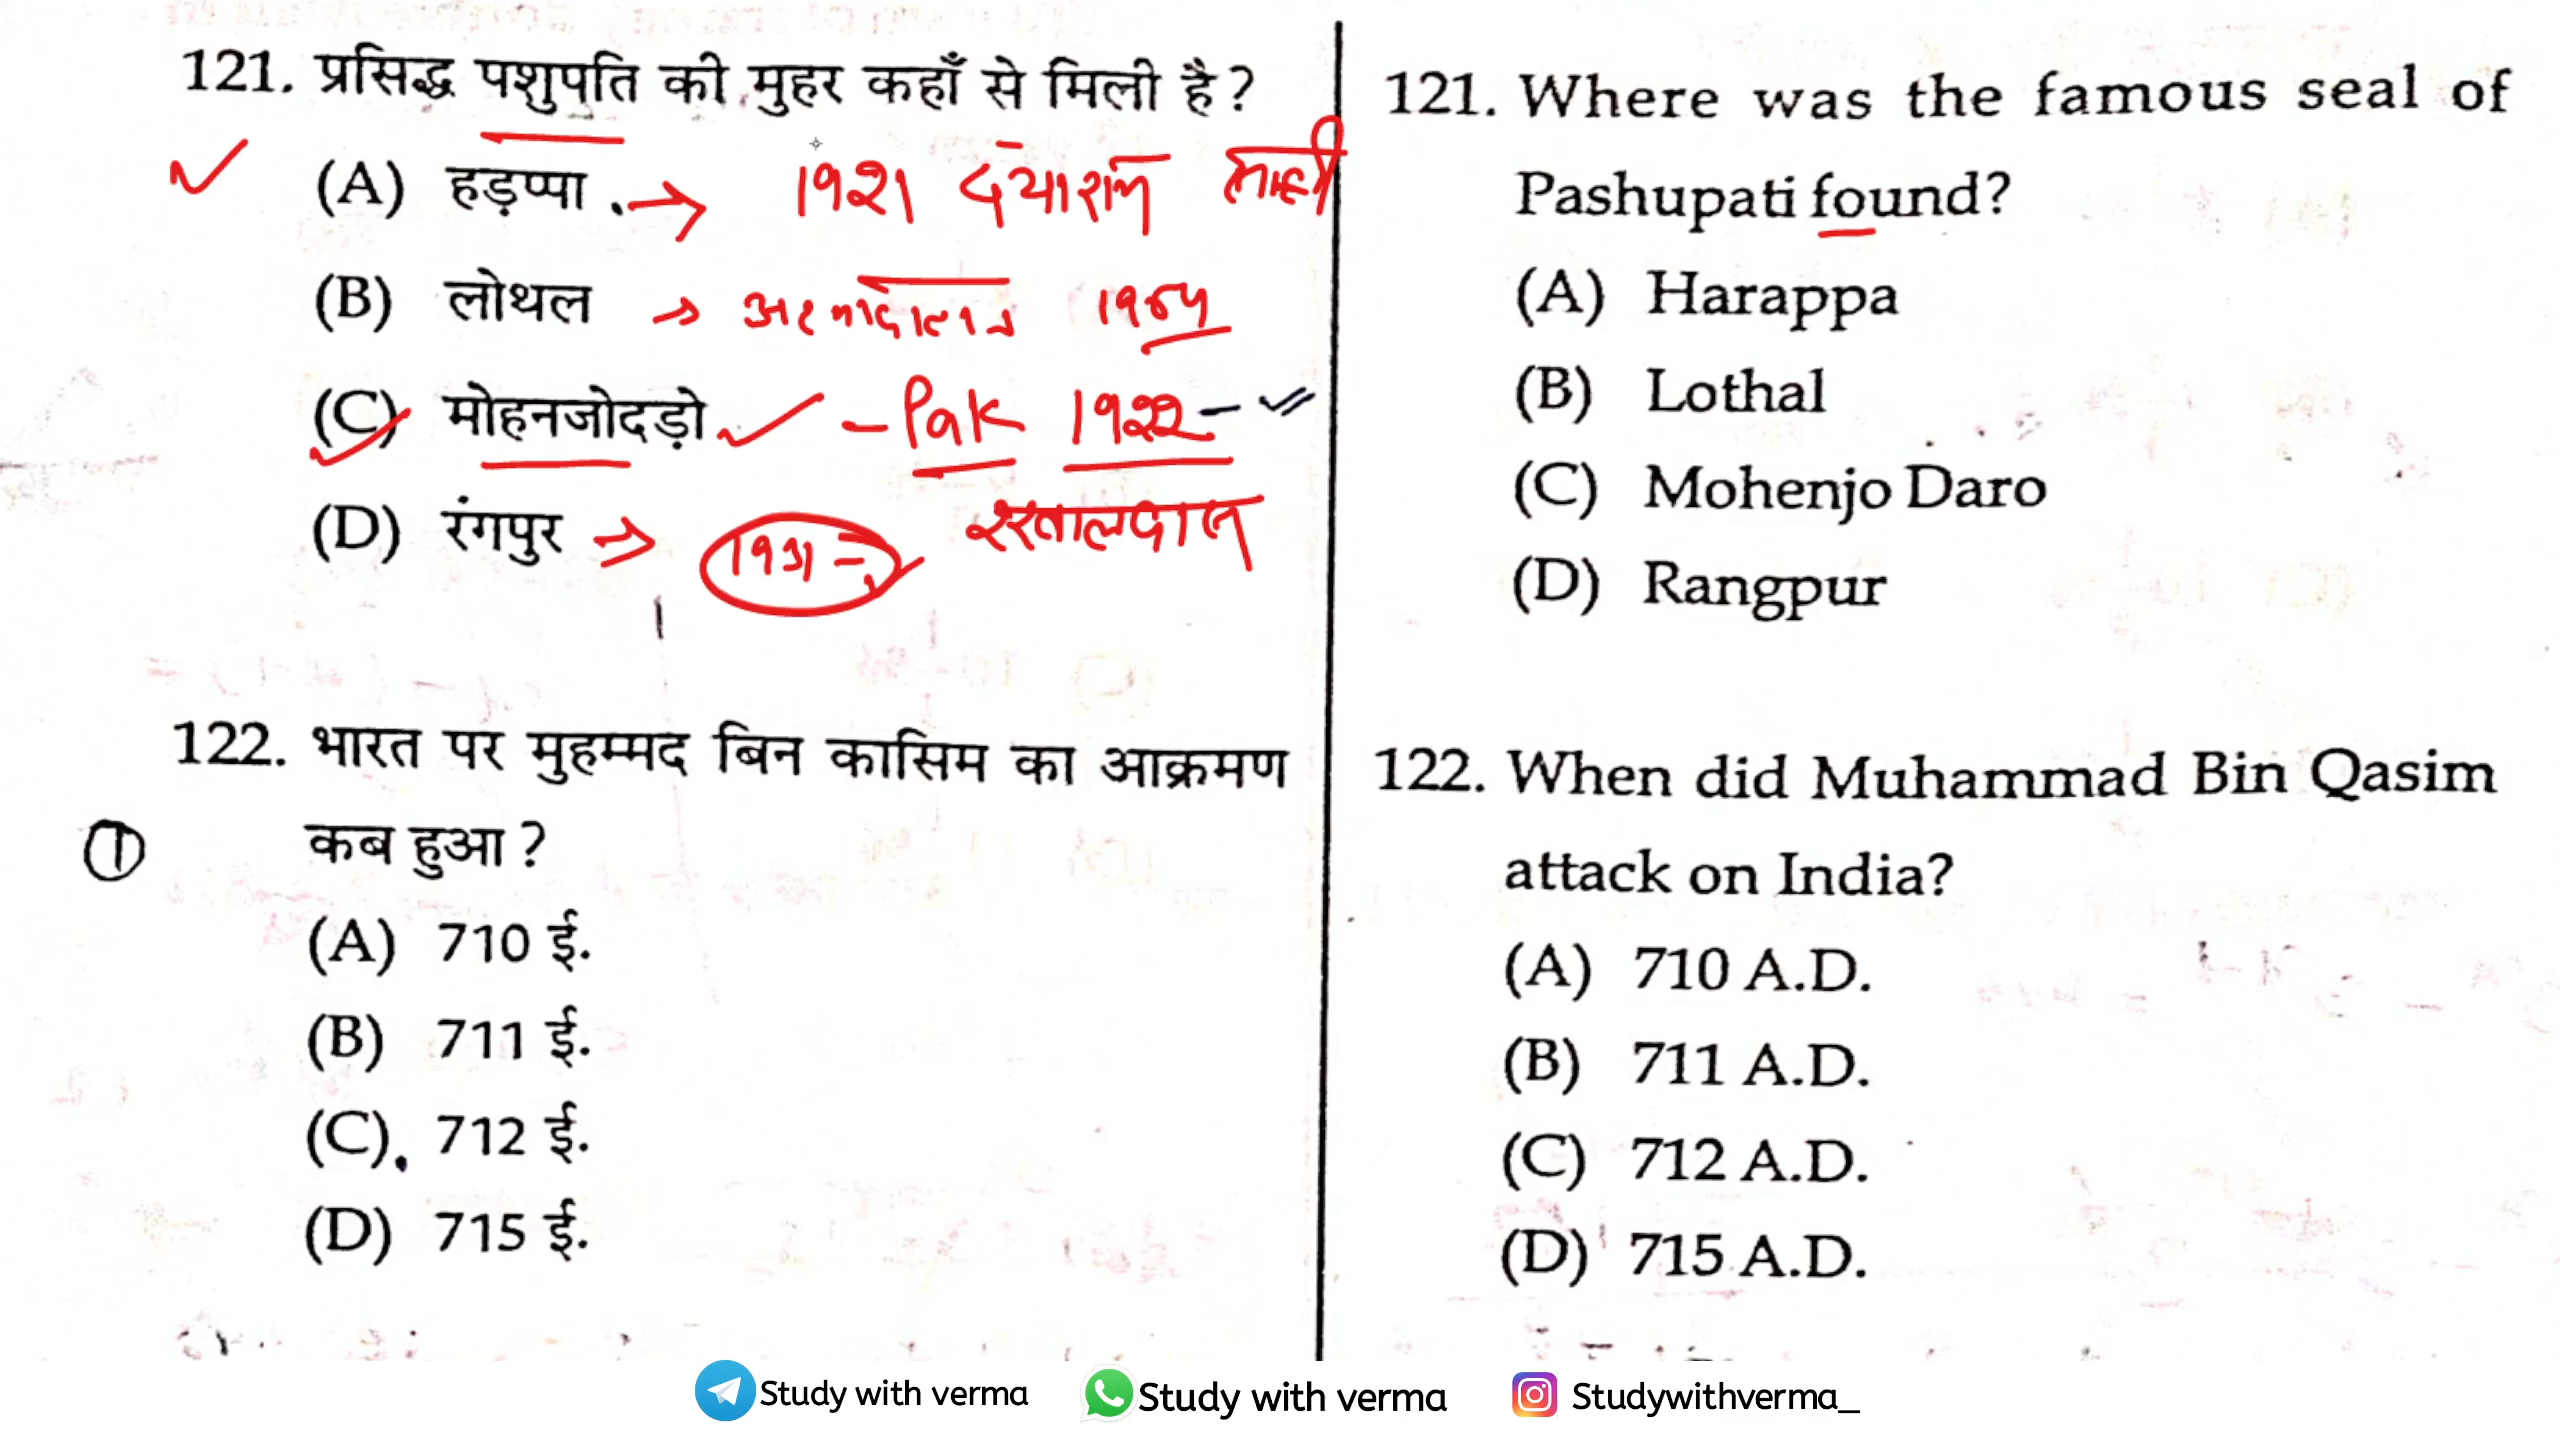 121. प्रसिद्ध पशुपति की मुहर कहाँ से मिली है?
(A) हड़प्पा → 1921 दयाराम साहनी
(B) लोथल → 
(C) मोहनजोदड़ो - Pak 1922
(D) रंगपुर → 1931
122. भारत पर मुहम्मद बिन कासिम का आक्रमण
① कब हुआ?
(A) 710 ई.
(B) 711 ई.
(C) 712 ई.
(D) 715 ई.
121. Where was the famous seal of
Pashupati found?
(A) Harappa
(B) Lothal
(C) Mohenjo Daro
(D) Rangpur
122. When did Muhammad Bin Qasim
attack on India?
(A) 710 A.D.
(B) 711 A.D.
(C) 712 A.D.
(D) 715 A.D.
Study with verma Study with verma Studywithverma_